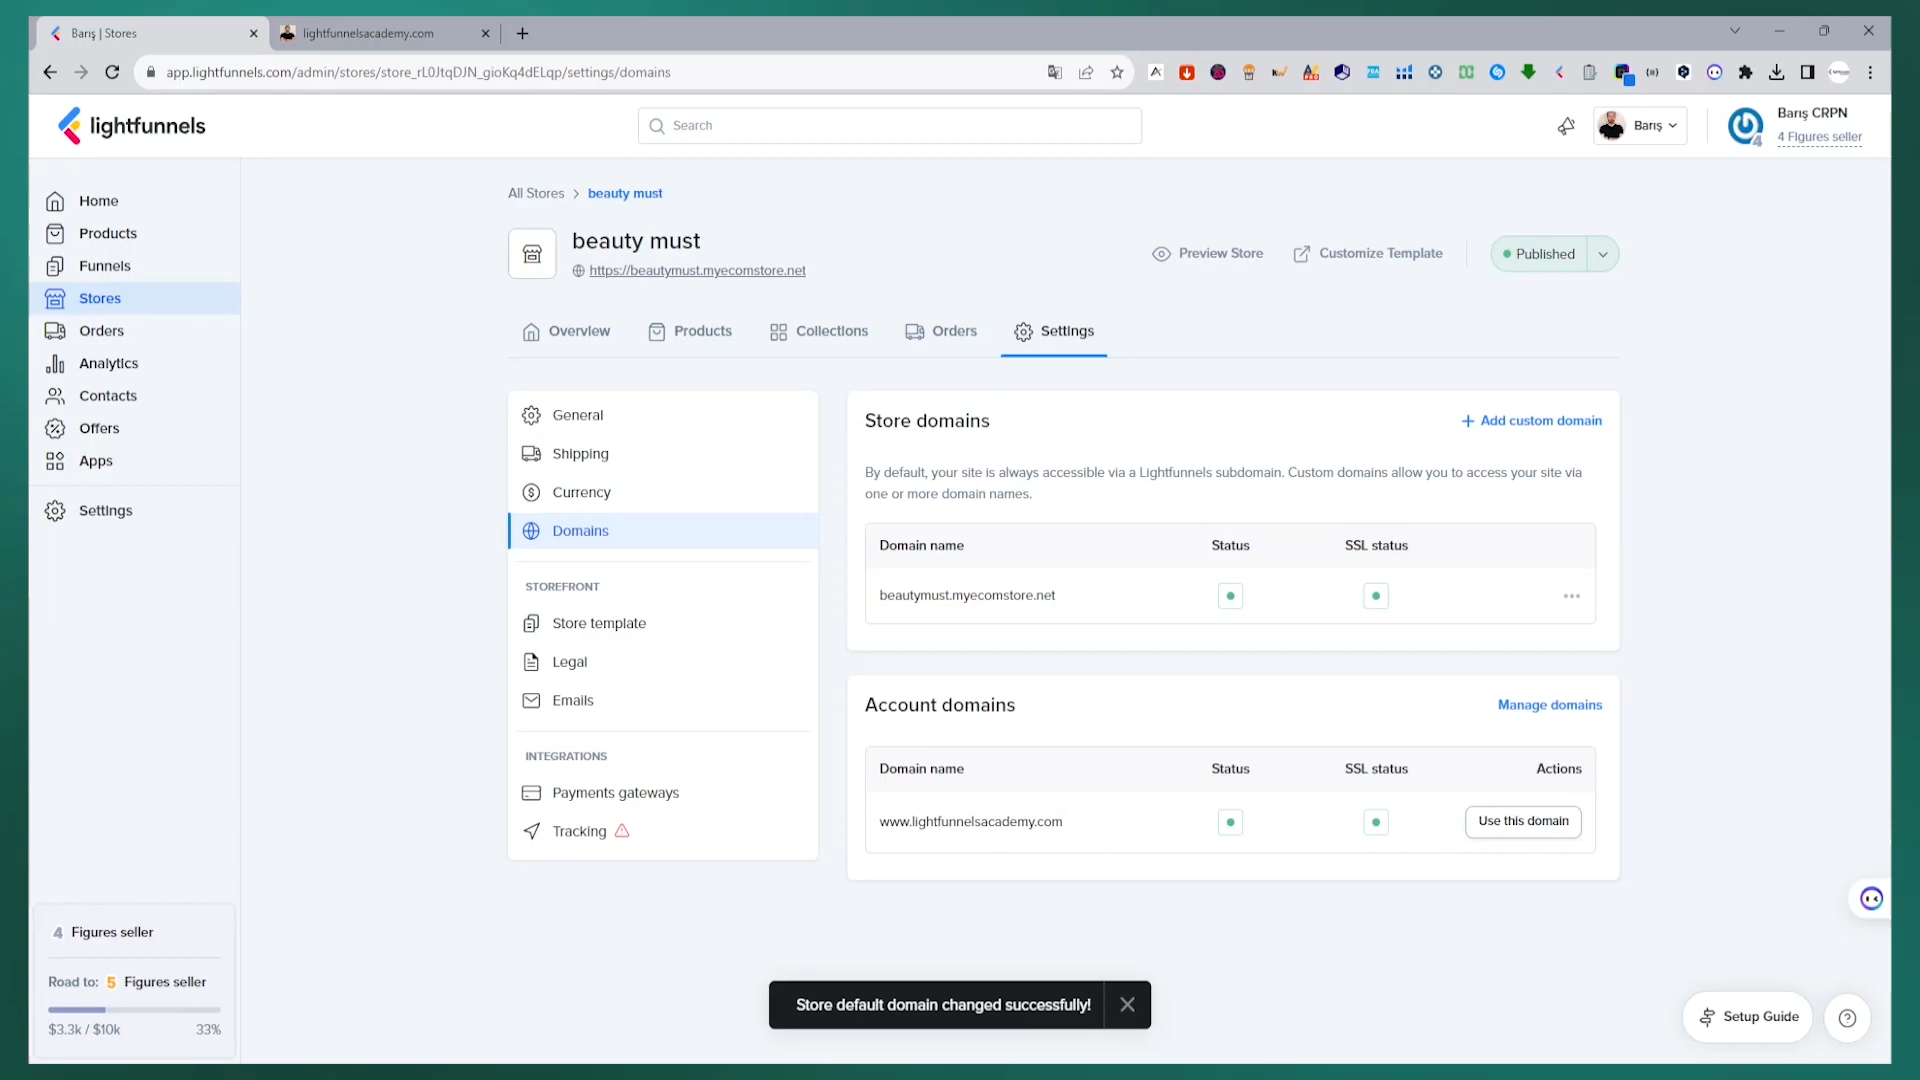 Barış | Stores
lightfunnelsacademy.com
app.lightfunnels.com/admin/stores/store_rL0JtqDJN_gioKq4dELqp/settings/domains
lightfunnels
Search
Barış
Barış CRPN
4 Figures seller
Home
Products
Funnels
Stores
Orders
Analytics
Contacts
Offers
Apps
Settings
4 Figures seller
Road to: 5 Figures seller
$3.3k / $10k 33%
All Stores > beauty must
beauty must
https://beautymust.myecomstore.net
Preview Store
Customize Template
Published
Overview
Products
Collections
Orders
Settings
General
Shipping
Currency
Domains
STOREFRONT
Store template
Legal
Emails
INTEGRATIONS
Payments gateways
Tracking
Store domains
+ Add custom domain
By default, your site is always accessible via a Lightfunnels subdomain. Custom domains allow you to access your site via
one or more domain names.
Domain name Status SSL status
beautymust.myecomstore.net
Account domains
Manage domains
Domain name Status SSL status Actions
www.lightfunnelsacademy.com
Use this domain
Store default domain changed successfully!
Setup Guide